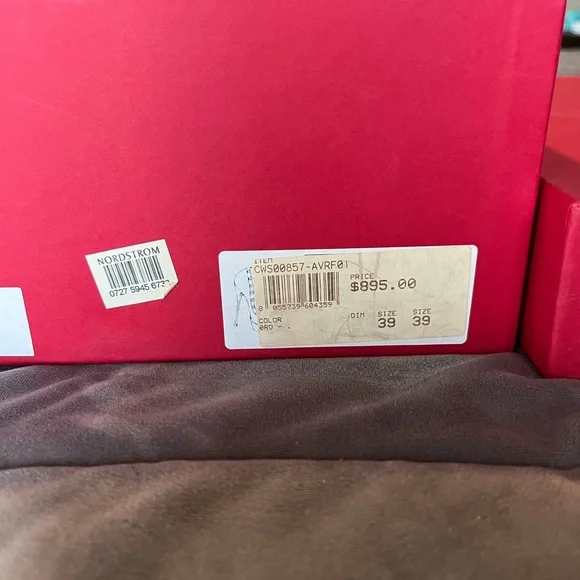 NORDSTROM
0727 5945 673
ITEM
CWS00857-AVRF01
PRICE
$895.00
8 055739 604359
COLOR
ORO - .
DIM SIZE SIZE
39 39